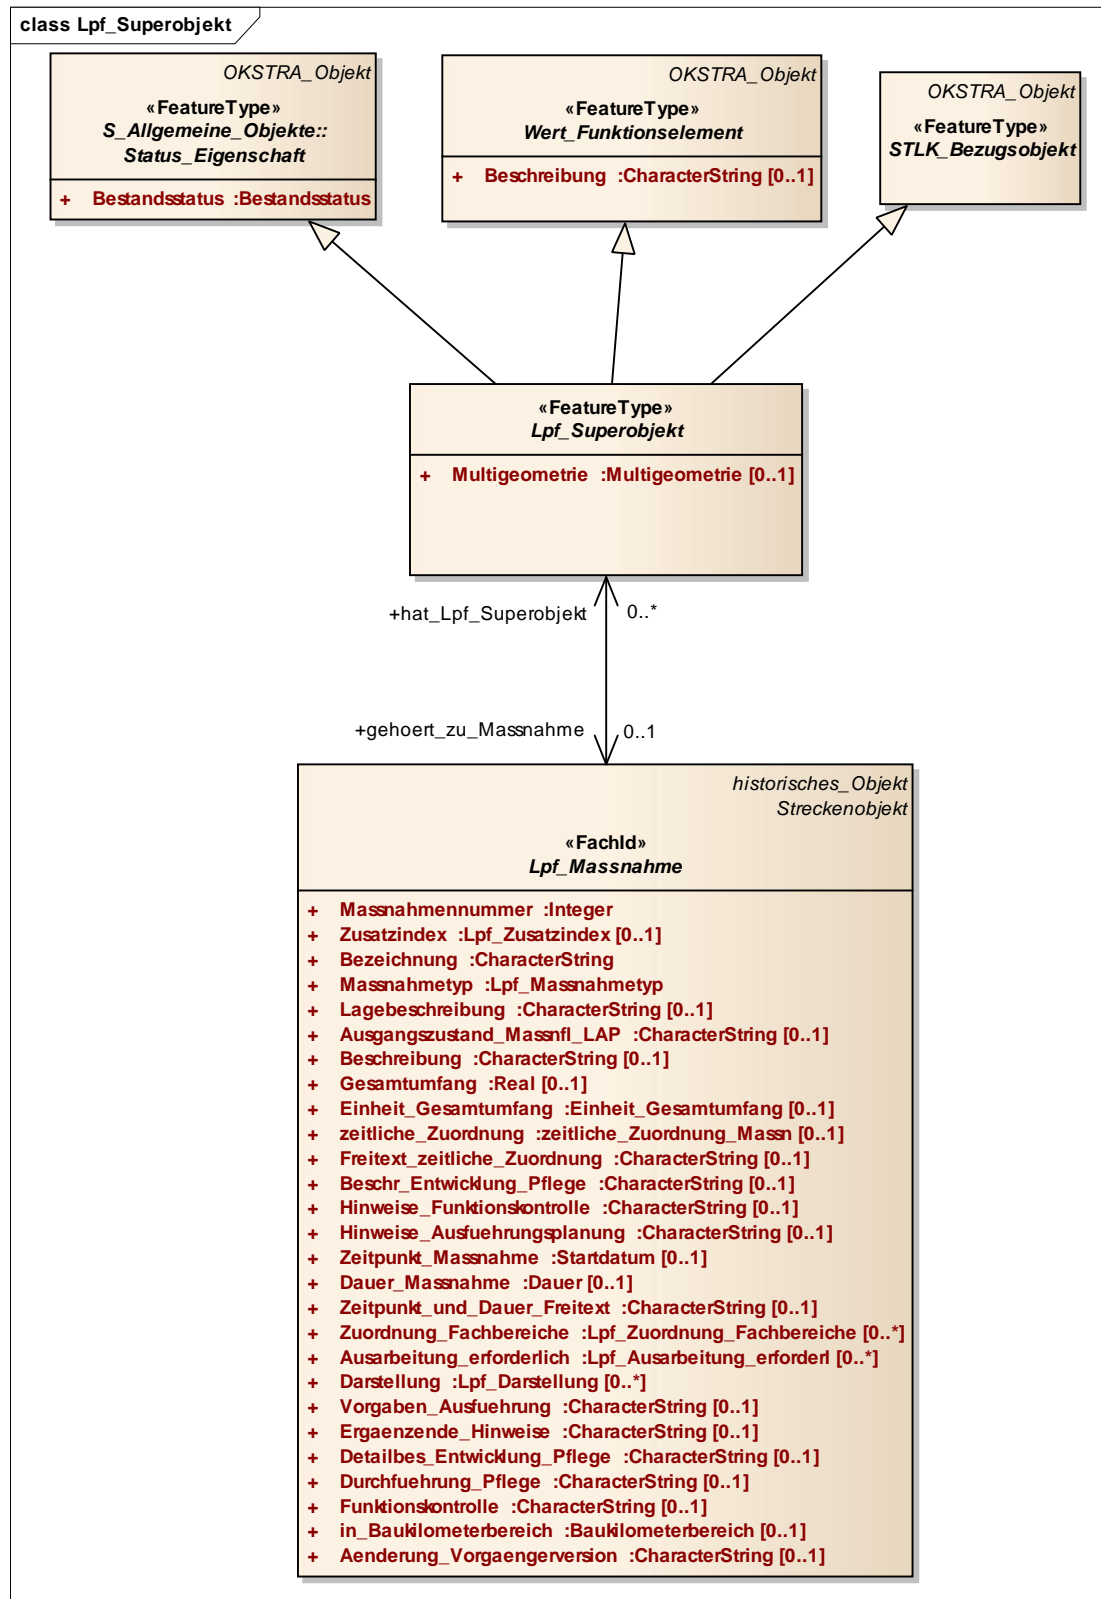 class Lpf_Superobjekt
OKSTRA_Objekt
«FeatureType»
S_Allgemeine_Objekte::
Status_Eigenschaft
+ Bestandsstatus :Bestandsstatus
OKSTRA_Objekt
«FeatureType»
Wert_Funktionselement
+ Beschreibung :CharacterString [0..1]
OKSTRA_Objekt
«FeatureType»
STLK_Bezugsobjekt
«FeatureType»
Lpf_Superobjekt
+ Multigeometrie :Multigeometrie [0..1]
+hat_Lpf_Superobjekt 0..*
+gehoert_zu_Massnahme 0..1
historisches_Objekt
Streckenobjekt
«FachId»
Lpf_Massnahme
+ Massnahmennummer :Integer
+ Zusatzindex :Lpf_Zusatzindex [0..1]
+ Bezeichnung :CharacterString
+ Massnahmetyp :Lpf_Massnahmetyp
+ Lagebeschreibung :CharacterString [0..1]
+ Ausgangszustand_Massnfl_LAP :CharacterString [0..1]
+ Beschreibung :CharacterString [0..1]
+ Gesamtumfang :Real [0..1]
+ Einheit_Gesamtumfang :Einheit_Gesamtumfang [0..1]
+ zeitliche_Zuordnung :zeitliche_Zuordnung_Massn [0..1]
+ Freitext_zeitliche_Zuordnung :CharacterString [0..1]
+ Beschr_Entwicklung_Pflege :CharacterString [0..1]
+ Hinweise_Funktionskontrolle :CharacterString [0..1]
+ Hinweise_Ausfuehrungsplanung :CharacterString [0..1]
+ Zeitpunkt_Massnahme :Startdatum [0..1]
+ Dauer_Massnahme :Dauer [0..1]
+ Zeitpunkt_und_Dauer_Freitext :CharacterString [0..1]
+ Zuordnung_Fachbereiche :Lpf_Zuordnung_Fachbereiche [0..*]
+ Ausarbeitung_erforderlich :Lpf_Ausarbeitung_erforderl [0..*]
+ Darstellung :Lpf_Darstellung [0..*]
+ Vorgaben_Ausfuehrung :CharacterString [0..1]
+ Ergaenzende_Hinweise :CharacterString [0..1]
+ Detailbes_Entwicklung_Pflege :CharacterString [0..1]
+ Durchfuehrung_Pflege :CharacterString [0..1]
+ Funktionskontrolle :CharacterString [0..1]
+ in_Baukilometerbereich :Baukilometerbereich [0..1]
+ Aenderung_Vorgaengerversion :CharacterString [0..1]